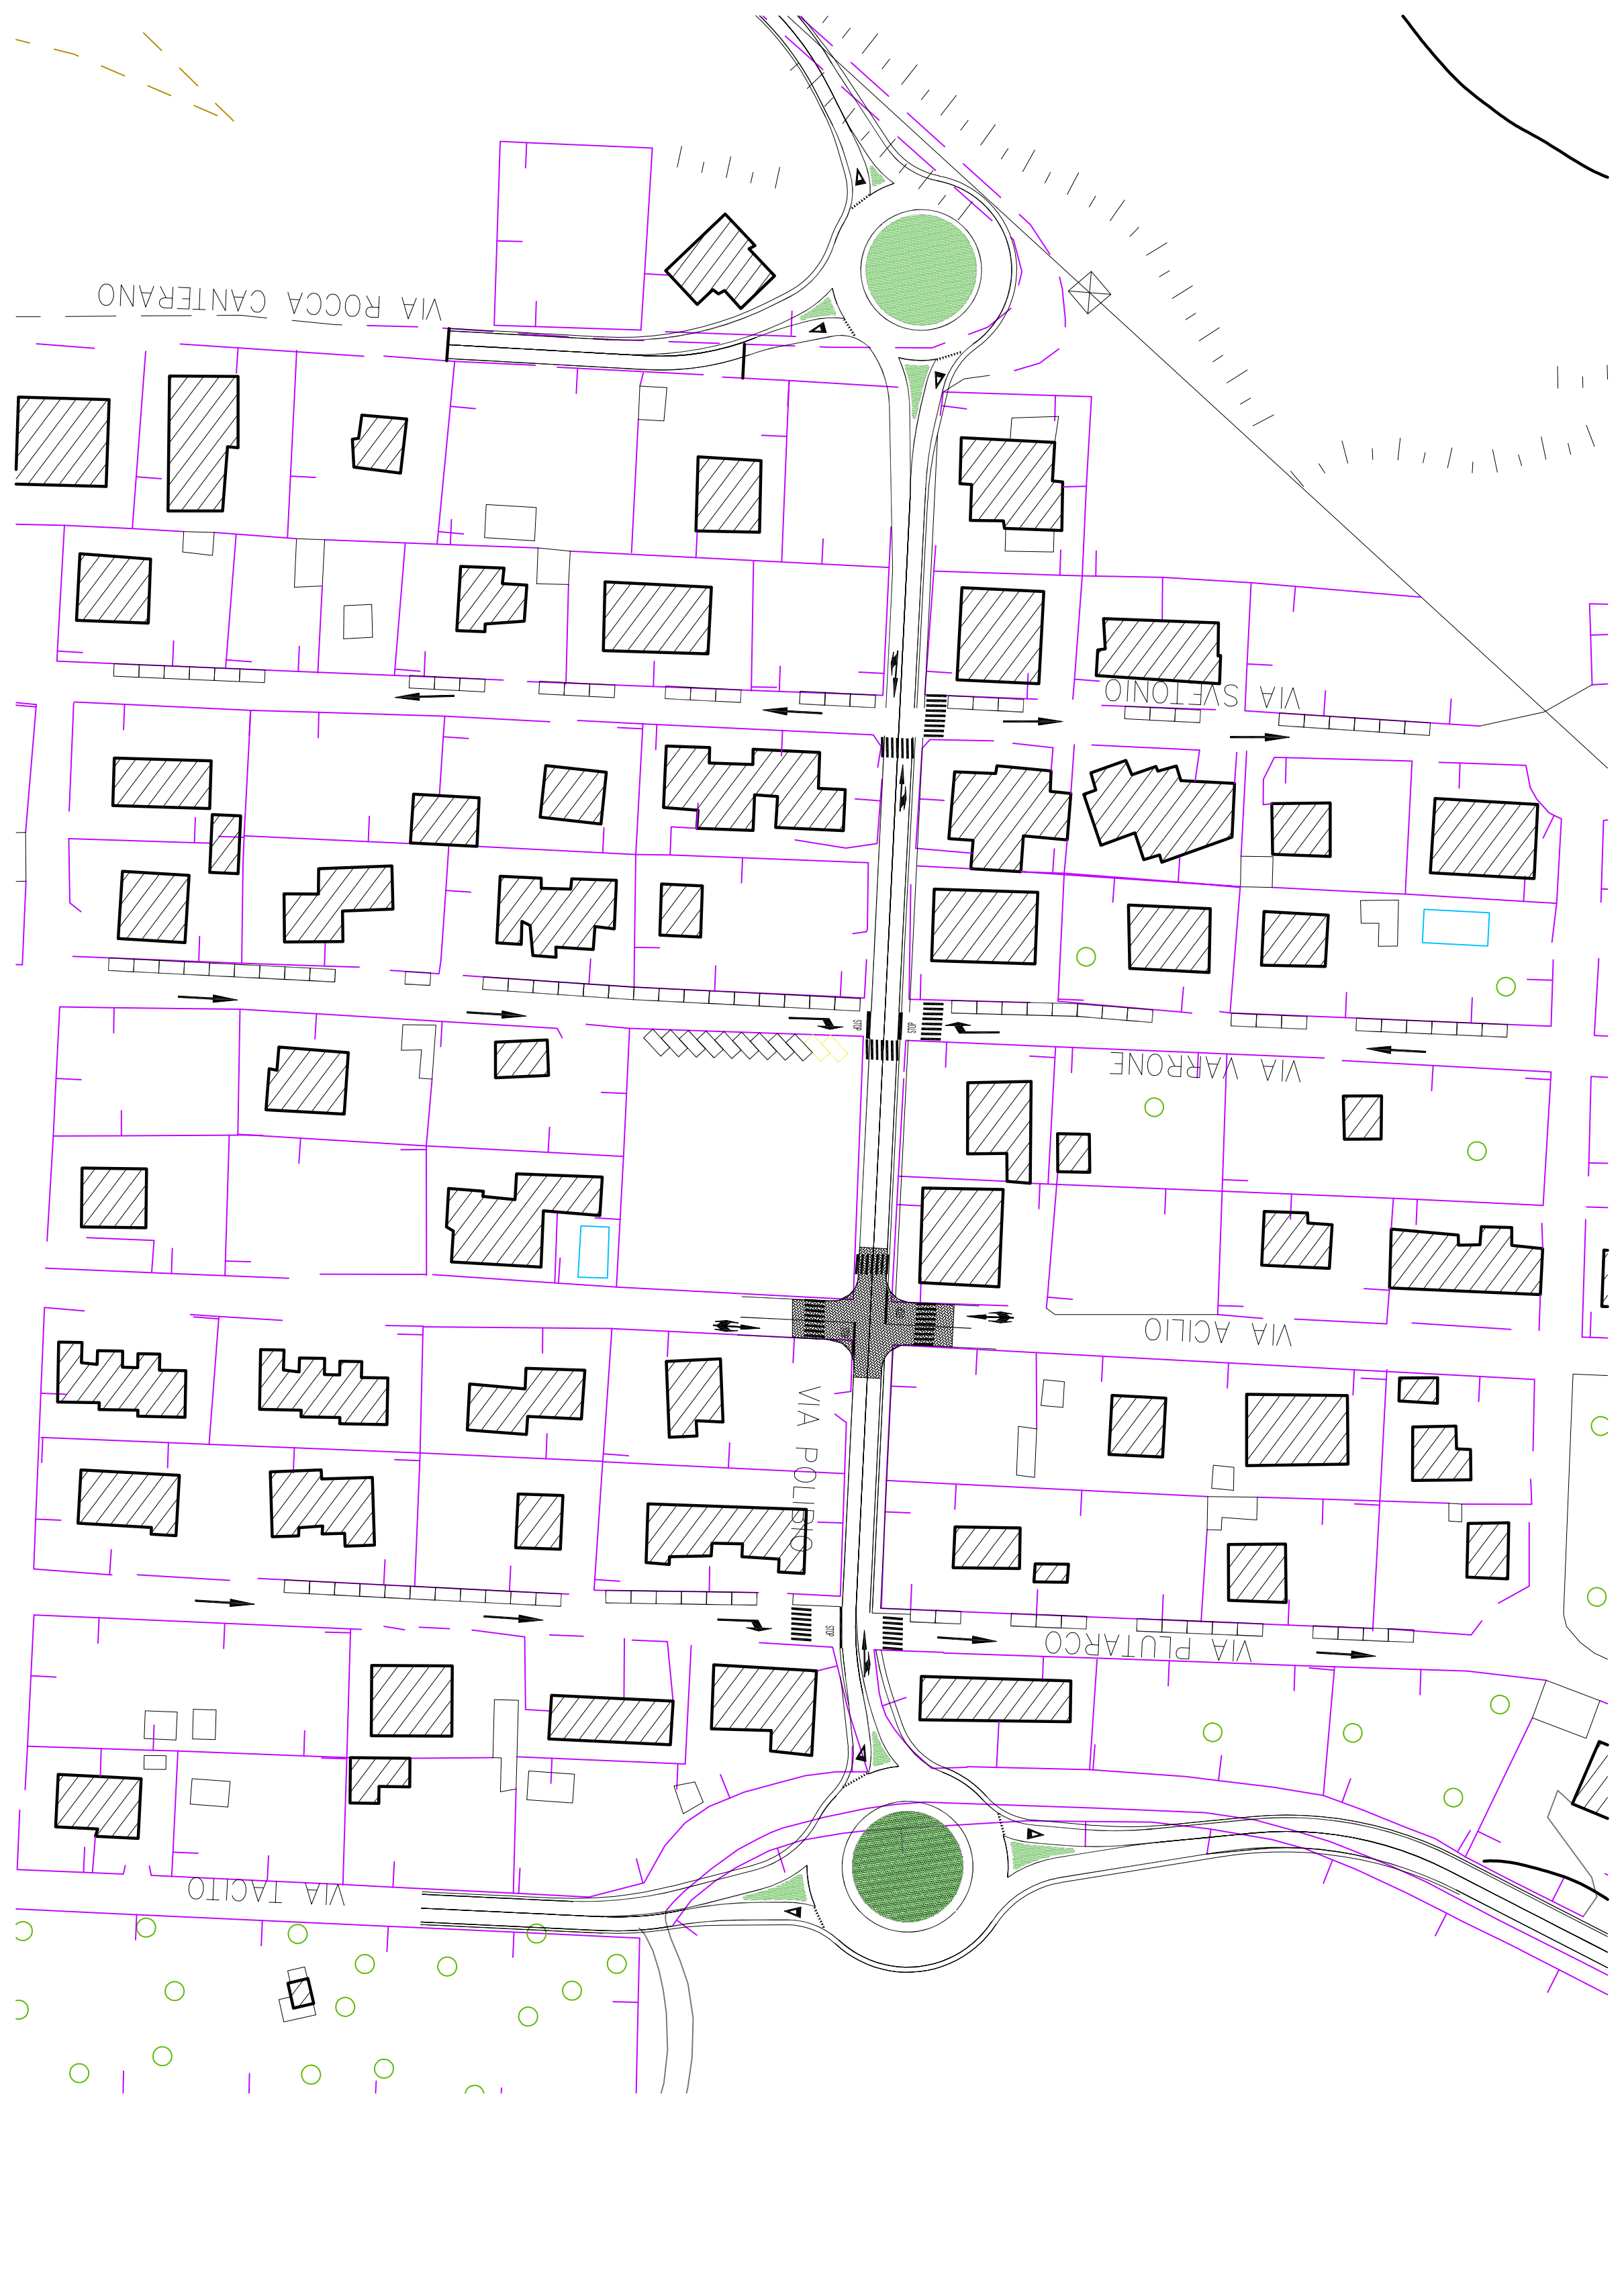 VIA ROCCA CANTERANO
VIA SVETONIO
STOP
STOP
VIA VARRONE
VIA ACILIO
VIA POLIBIO
STOP
VIA PLUTARCO
VIA TACITO